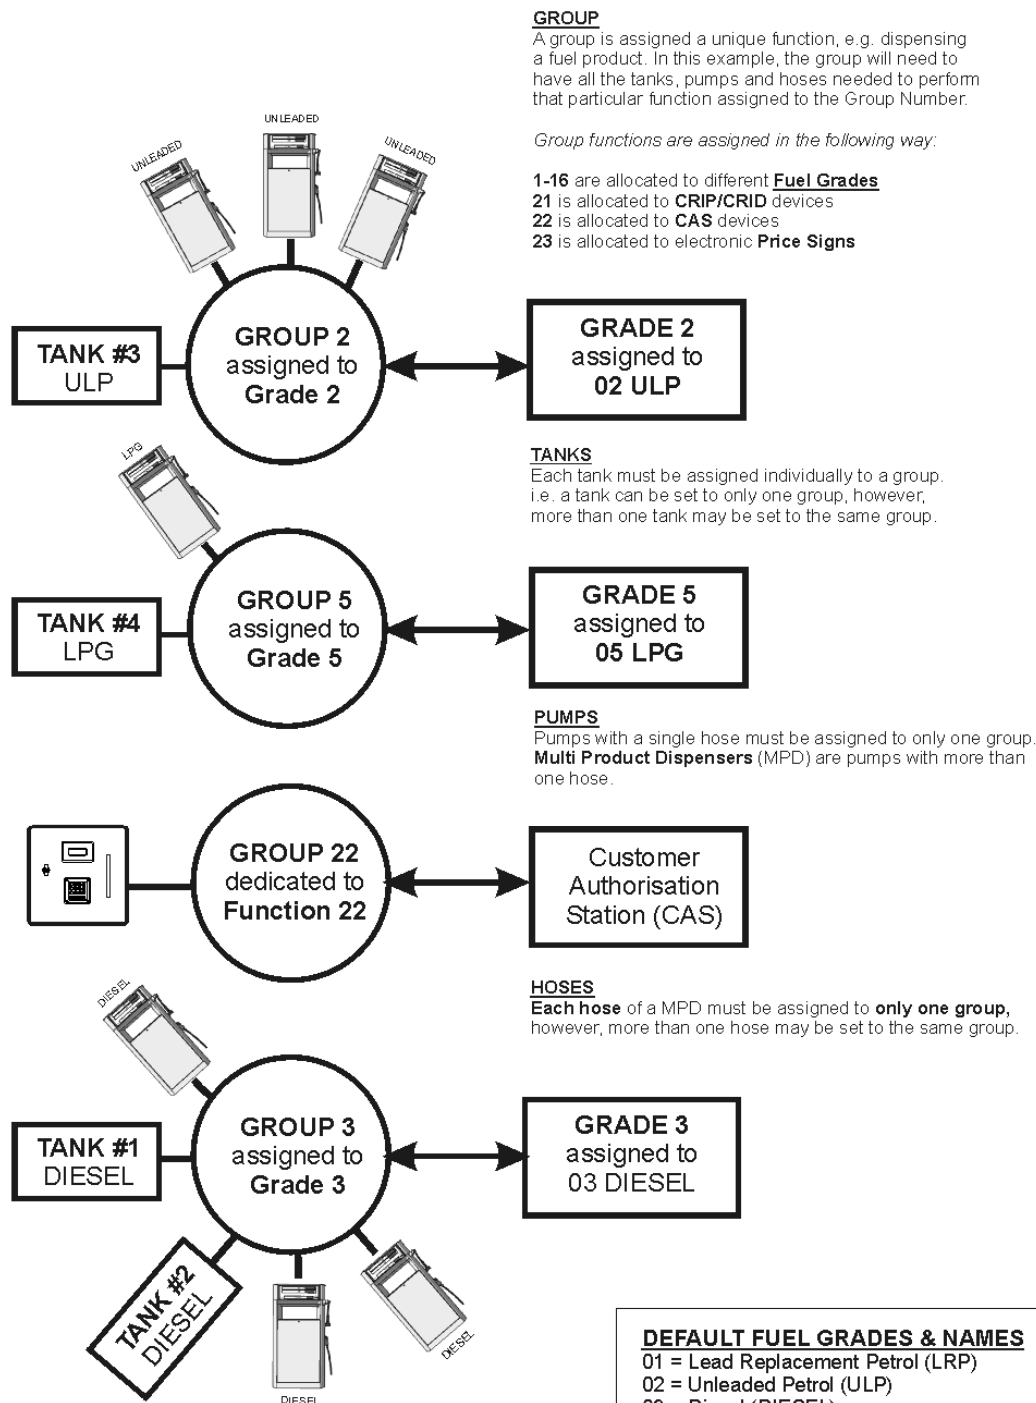 GROUP
A group is assigned a unique function, e.g. dispensing
a fuel product. In this example, the group will need to
have all the tanks, pumps and hoses needed to perform
that particular function assigned to the Group Number.
Group functions are assigned in the following way:
1-16 are allocated to different Fuel Grades
21 is allocated to CRIP/CRID devices
22 is allocated to CAS devices
23 is allocated to electronic Price Signs
UNLEADED
UNLEADED
UNLEADED
TANK #3
ULP
GROUP 2
assigned to
Grade 2
GRADE 2
assigned to
02 ULP
TANKS
Each tank must be assigned individually to a group.
i.e. a tank can be set to only one group, however,
more than one tank may be set to the same group.
LPG
TANK #4
LPG
GROUP 5
assigned to
Grade 5
GRADE 5
assigned to
05 LPG
PUMPS
Pumps with a single hose must be assigned to only one group.
Multi Product Dispensers (MPD) are pumps with more than
one hose.
GROUP 22
dedicated to
Function 22
Customer
Authorisation
Station (CAS)
HOSES
Each hose of a MPD must be assigned to only one group,
however, more than one hose may be set to the same group.
DIESEL
TANK #1
DIESEL
GROUP 3
assigned to
Grade 3
GRADE 3
assigned to
03 DIESEL
TANK #2
DIESEL
DIESEL
DIESEL
DEFAULT FUEL GRADES & NAMES
01 = Lead Replacement Petrol (LRP)
02 = Unleaded Petrol (ULP)